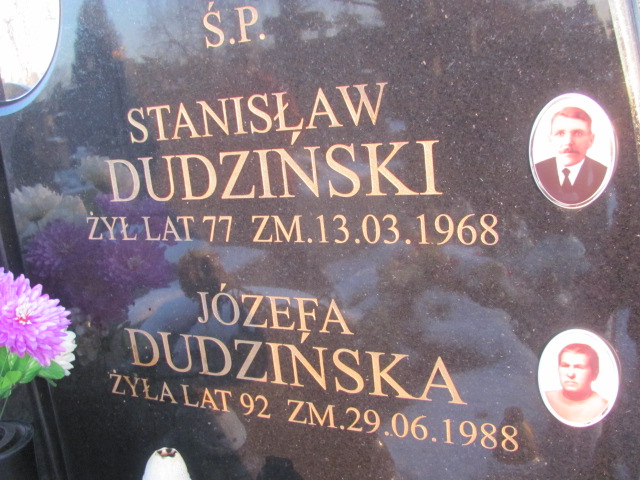 Ś.P.
STANISŁAW
DUDZIŃSKI
ŻYŁ LAT 77 ZM.13.03.1968
JÓZEFA
DUDZIŃSKA
ŻYŁA LAT 92 ZM.29.06.1988